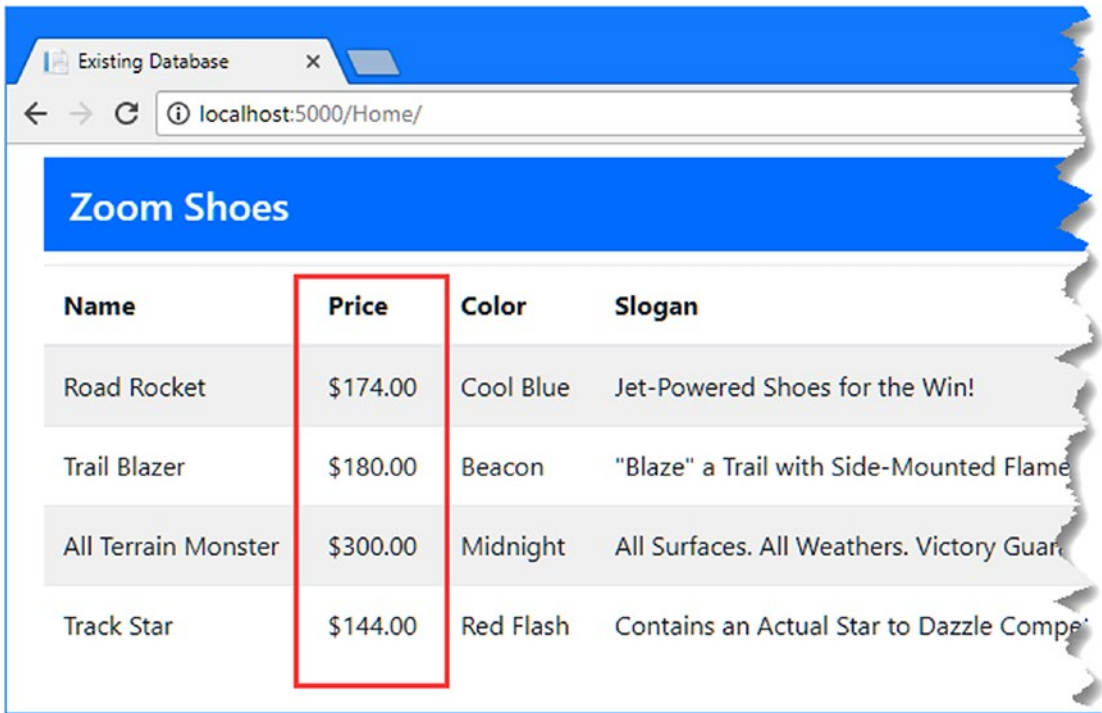 Existing Database
localhost:5000/Home/
Zoom Shoes
Name Price Color Slogan
Road Rocket $174.00 Cool Blue Jet-Powered Shoes for the Win!
Trail Blazer $180.00 Beacon "Blaze" a Trail with Side-Mounted Flame
All Terrain Monster $300.00 Midnight All Surfaces. All Weathers. Victory
Track Star $144.00 Red Flash Contains an Actual Star to Dazzle